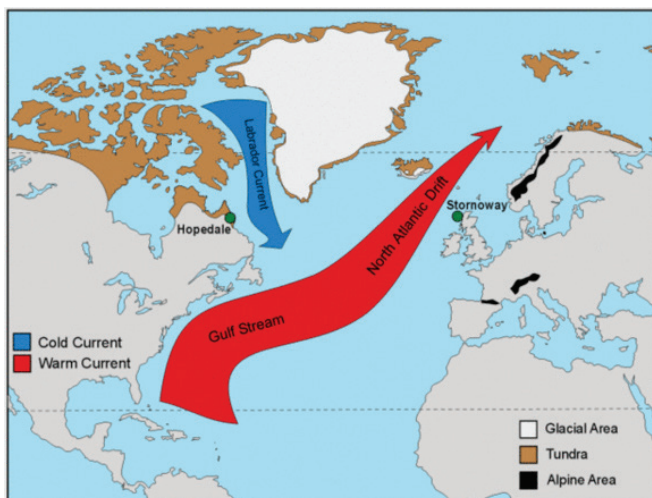 Labrador Current
Hopedale
Stornoway
North Atlantic Drift
Gulf Stream
Cold Current
Warm Current
Glacial Area
Tundra
Alpine Area